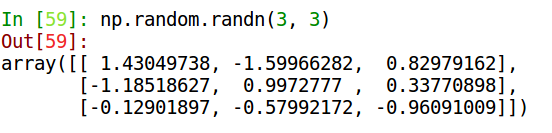 In [59]: np.random.randn(3, 3)
Out[59]:
array([[ 1.43049738, -1.59966282,  0.82979162],
       [-1.18518627,  0.9972777 ,  0.33770898],
       [-0.12901897, -0.57992172, -0.96091009]])